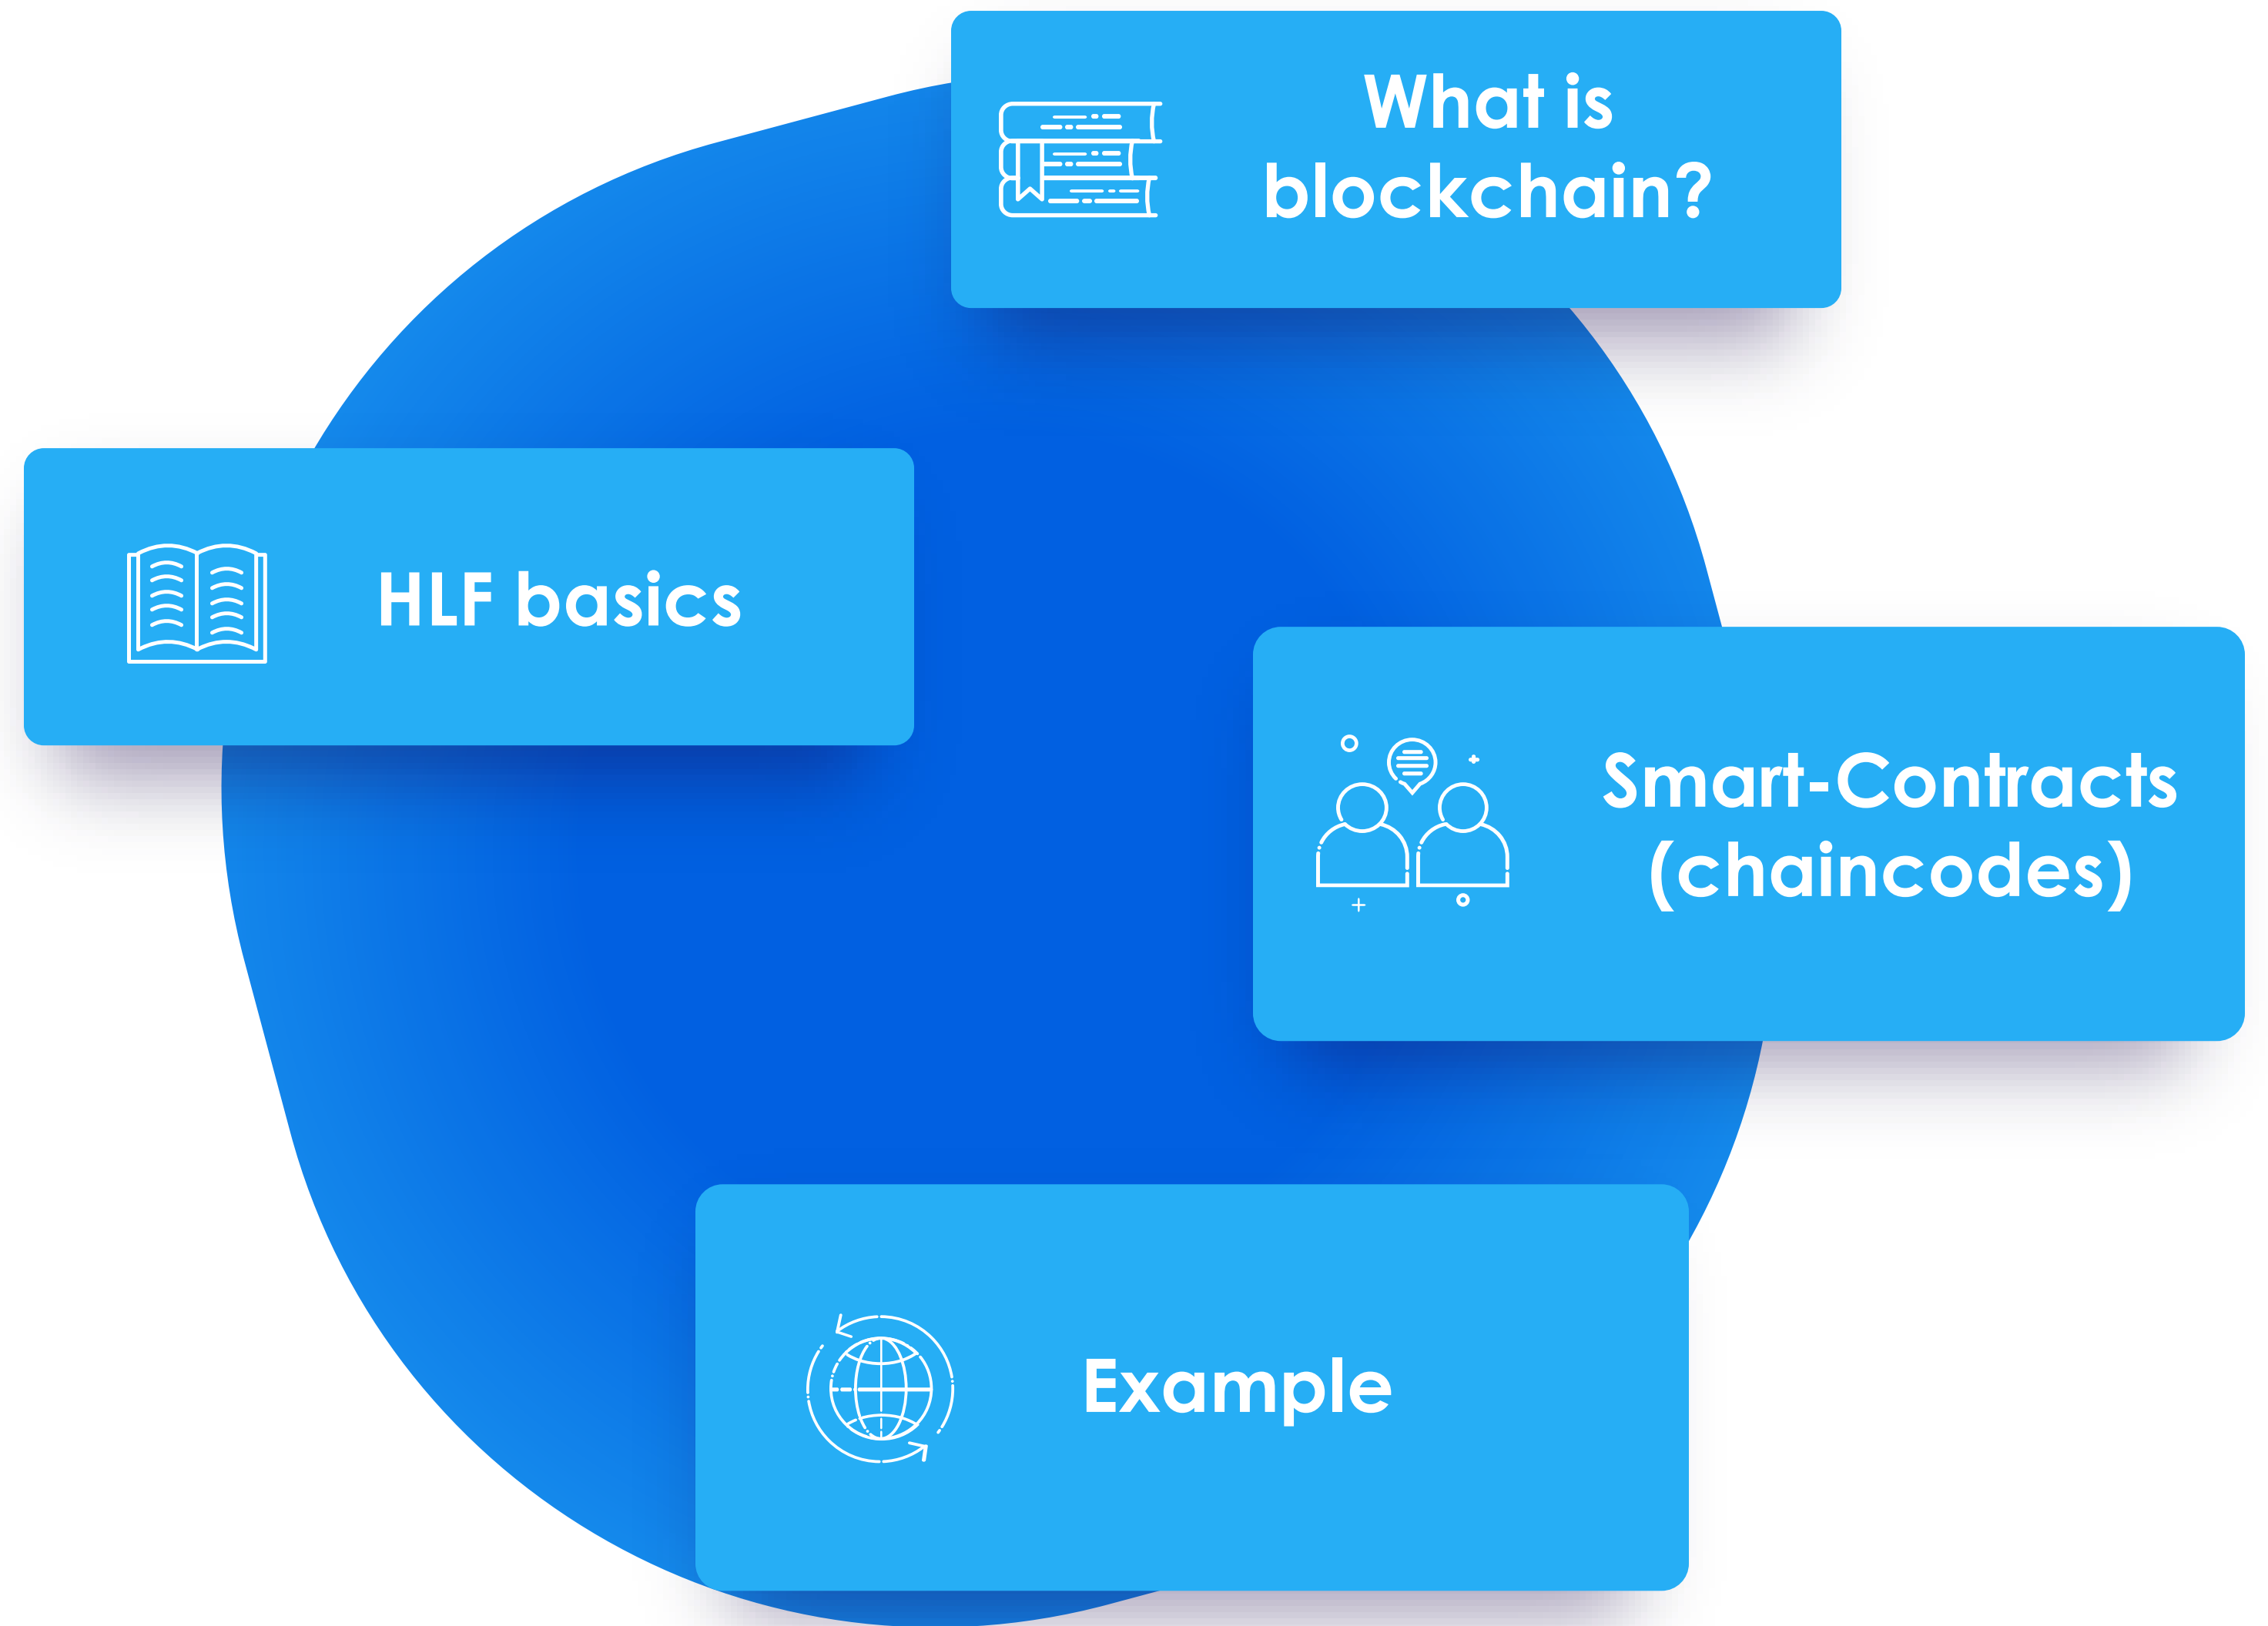 What is
blockchain?
HLF basics
Smart-Contracts
(chaincodes)
Example